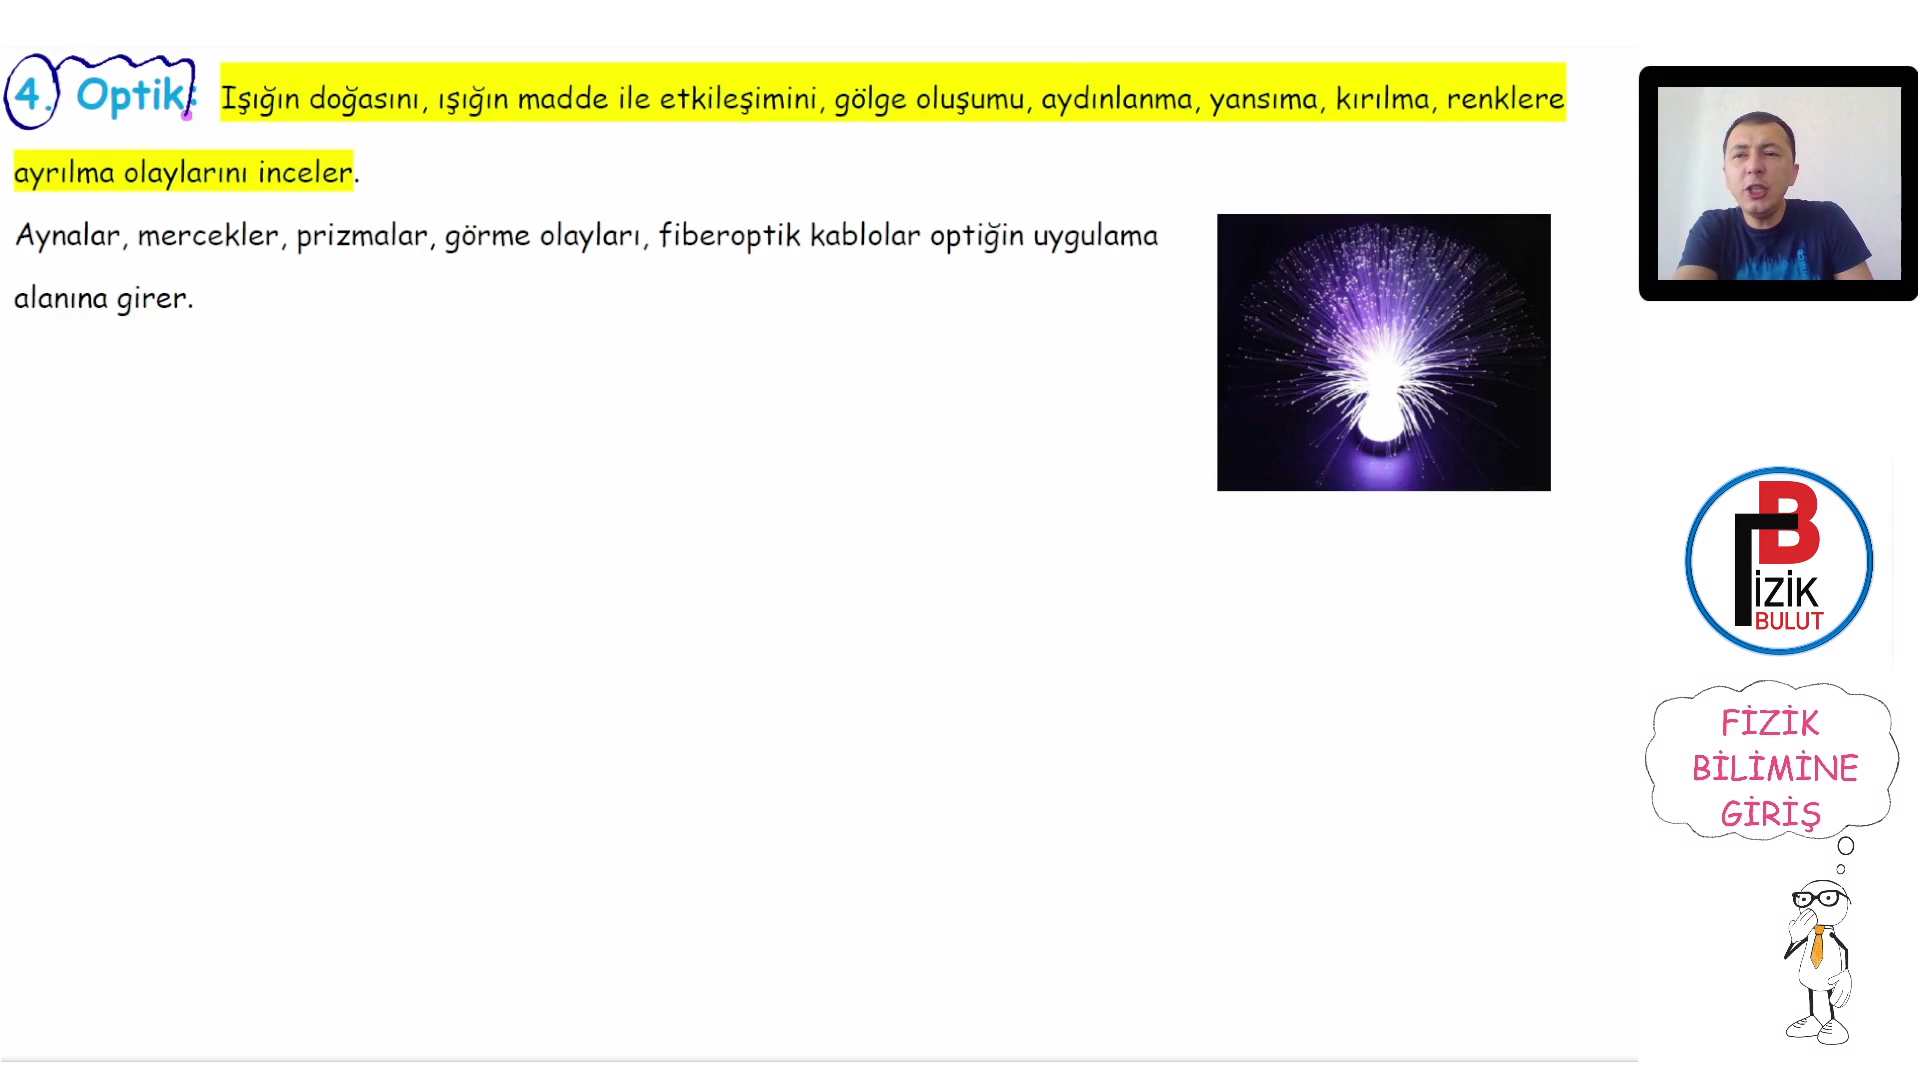 4. Optik: Işığın doğasını, ışığın madde ile etkileşimini, gölge oluşumu, aydınlanma, yansıma, kırılma, renklere
ayrılma olaylarını inceler.
Aynalar, mercekler, prizmalar, görme olayları, fiberoptik kablolar optiğin uygulama
alanına girer.
FB
İZİK
BULUT
FİZİK
BİLİMİNE
GİRİŞ